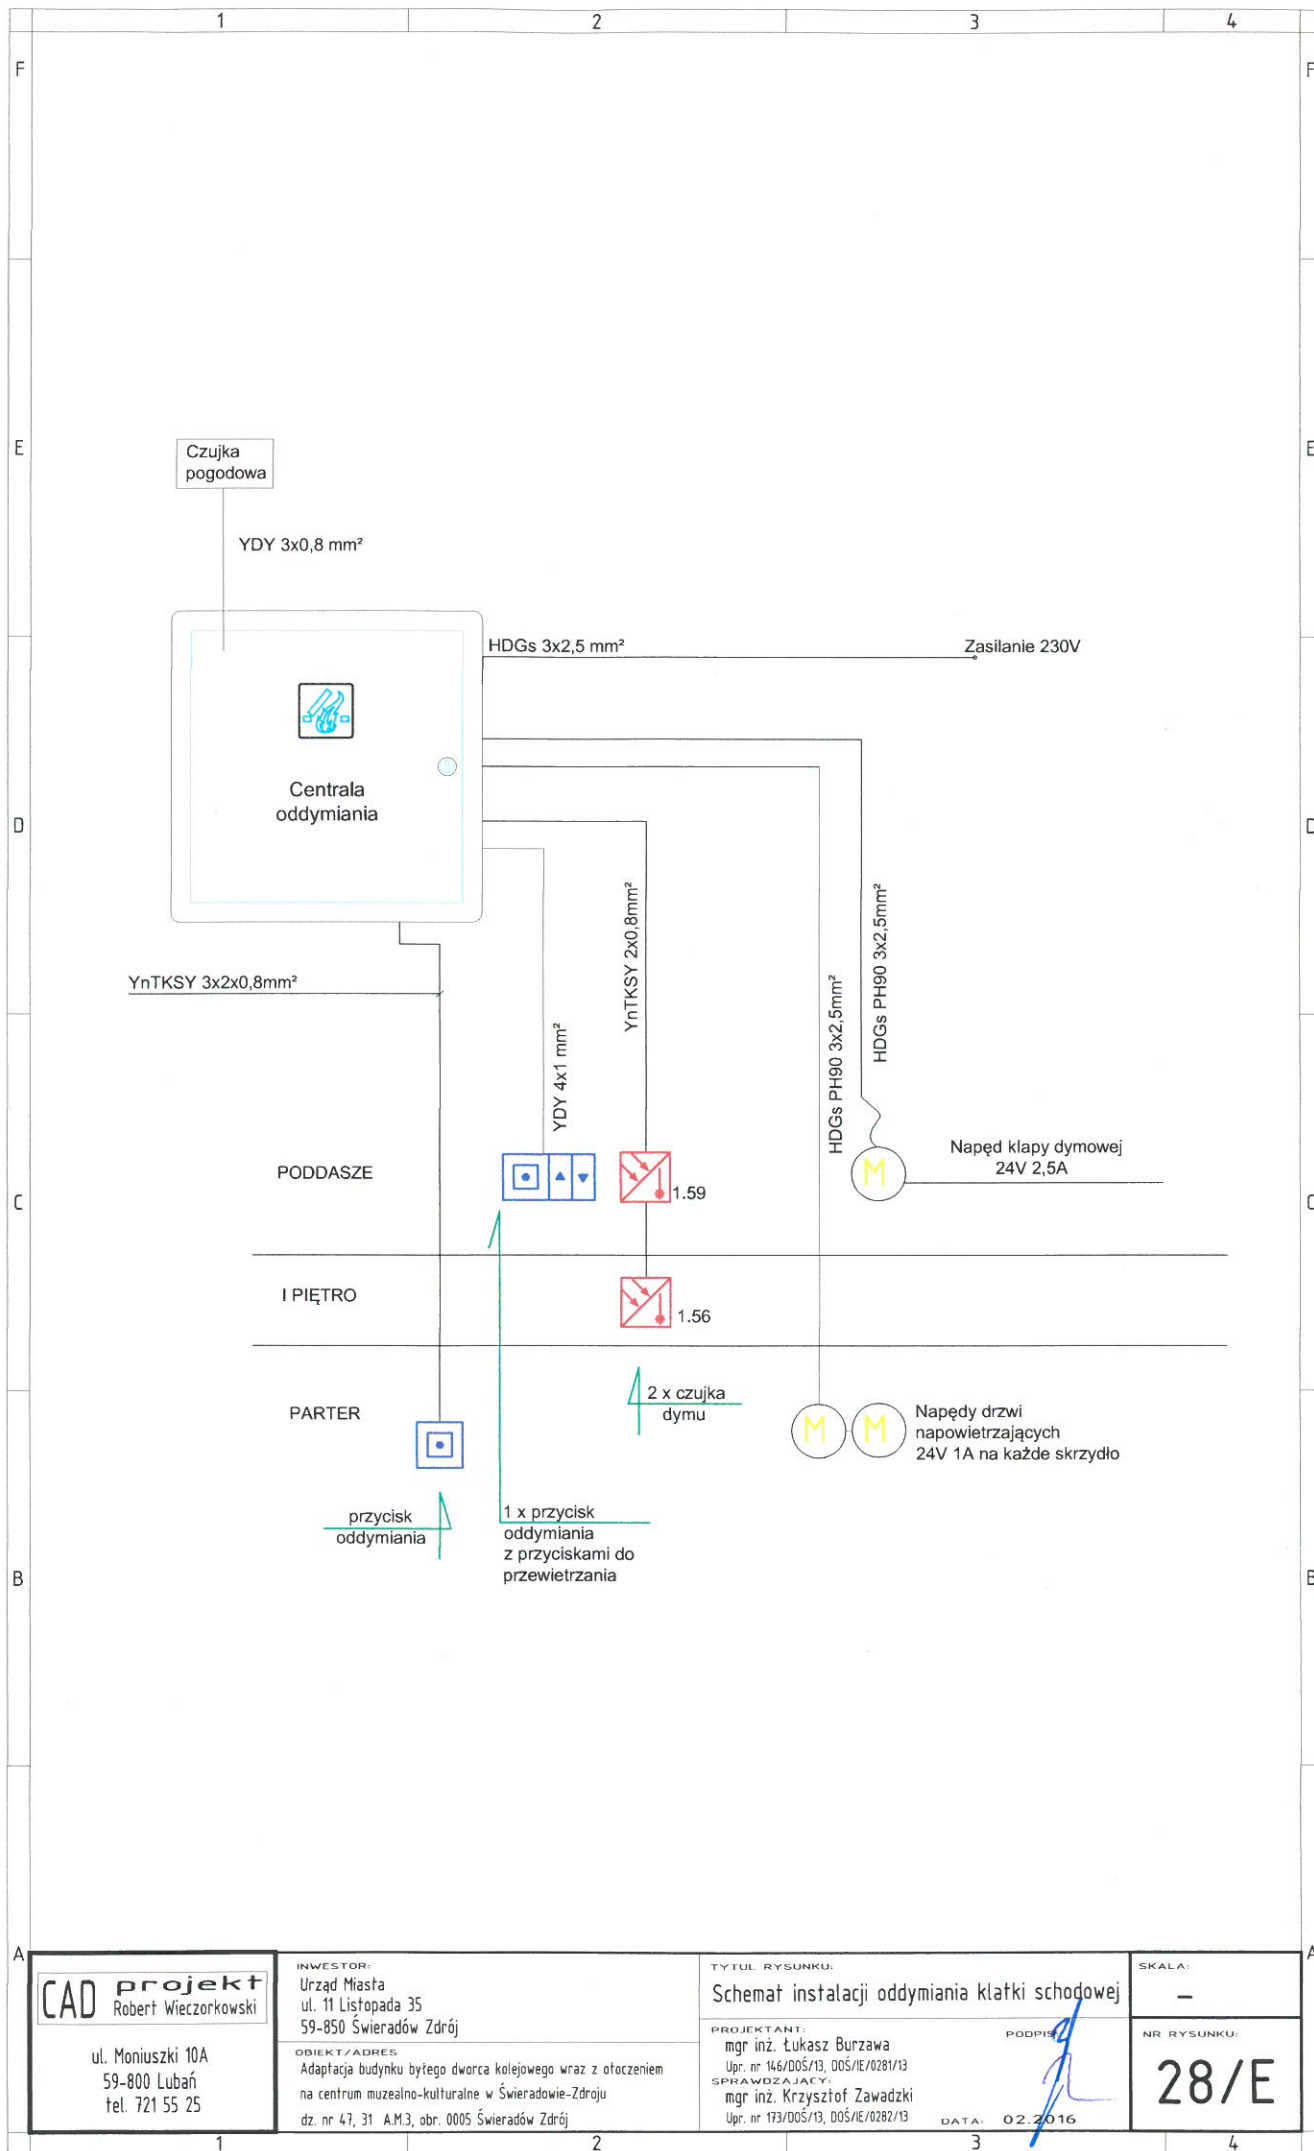 1 2 3 4
F F
E E
Czujka
pogodowa
YDY 3x0,8 mm²
HDGs 3x2,5 mm²
Zasilanie 230V
Centrala
oddymiania
D D
YnTKSY 3x2x0,8mm²
YDY 4x1 mm²
YnTKSY 2x0,8mm²
HDGs PH90 3x2,5mm²
HDGs PH90 3x2,5mm²
PODDASZE
1.59
M
Napęd klapy dymowej
24V 2,5A
C C
I PIĘTRO
1.56
PARTER
2 x czujka
dymu
M M
Napędy drzwi
napowietrzających
24V 1A na każde skrzydło
przycisk
oddymiania
1 x przycisk
oddymiania
z przyciskami do
przewietrzania
B B
A A
CAD projekt
Robert Wieczorkowski
ul. Moniuszki 10A
59-800 Lubań
tel. 721 55 25
INWESTOR:
Urząd Miasta
ul. 11 Listopada 35
59-850 Świeradów Zdrój
OBIEKT/ADRES
Adaptacja budynku byłego dworca kolejowego wraz z otoczeniem
na centrum muzealno-kulturalne w Świeradowie-Zdroju
dz. nr 47, 31 A.M.3, obr. 0005 Świeradów Zdrój
TYTUŁ RYSUNKU:
Schemat instalacji oddymiania klatki schodowej
PROJEKTANT:
mgr inż. Łukasz Burzawa
Upr. nr 146/DOŚ/13, DOŚ/IE/0281/13
SPRAWDZAJĄCY:
mgr inż. Krzysztof Zawadzki
Upr. nr 173/DOŚ/13, DOŚ/IE/0282/13
PODPIS:
DATA: 02.2016
SKALA:
–
NR RYSUNKU:
28/E
1 2 3 4